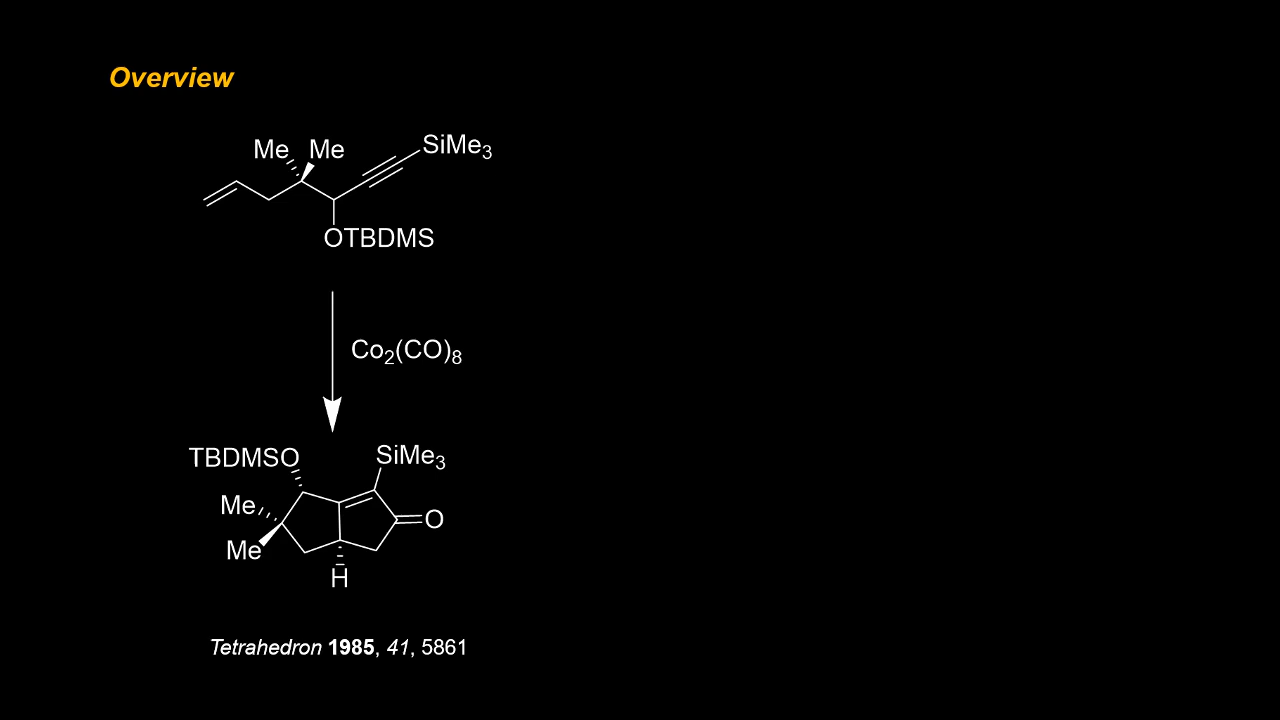 Overview
Me Me SiMe3
OTBDMS
Co2(CO)8
TBDMSO SiMe3
Me
O
Me
H
Tetrahedron 1985, 41, 5861